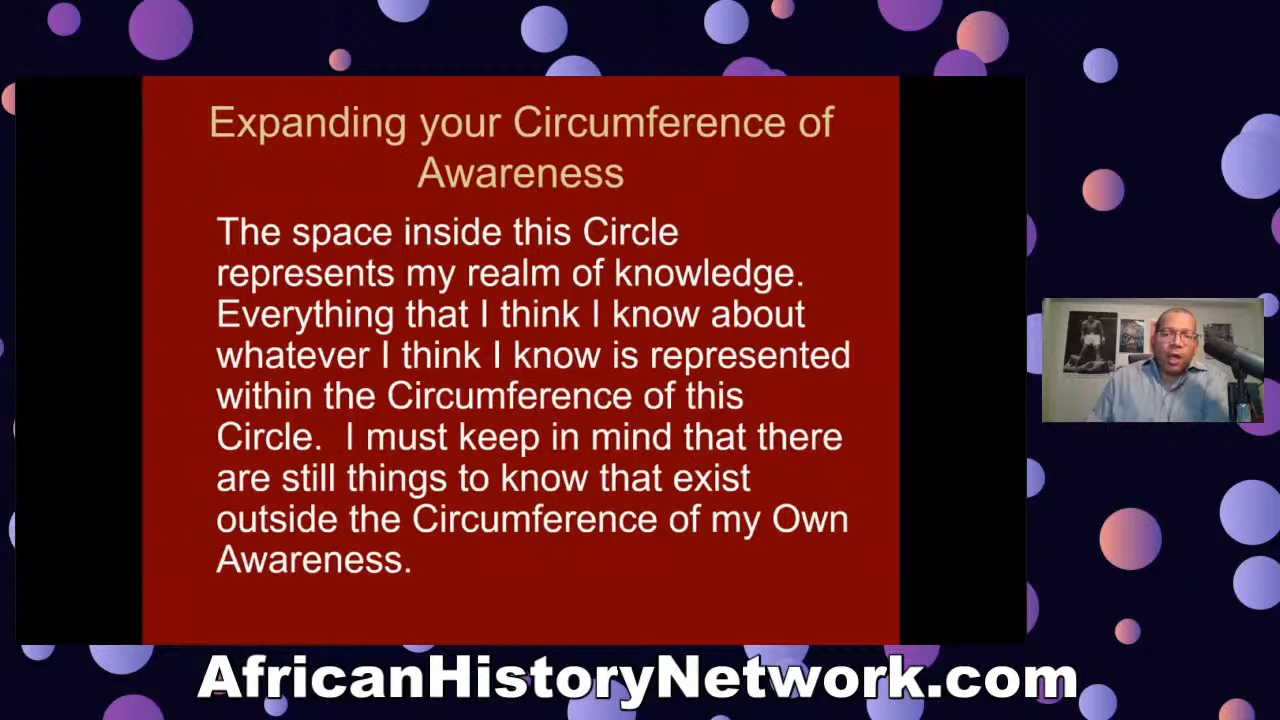 Expanding your Circumference of
Awareness
The space inside this Circle
represents my realm of knowledge.
Everything that I think I know about
whatever I think I know is represented
within the Circumference of this
Circle.  I must keep in mind that there
are still things to know that exist
outside the Circumference of my Own
Awareness.
AfricanHistoryNetwork.com